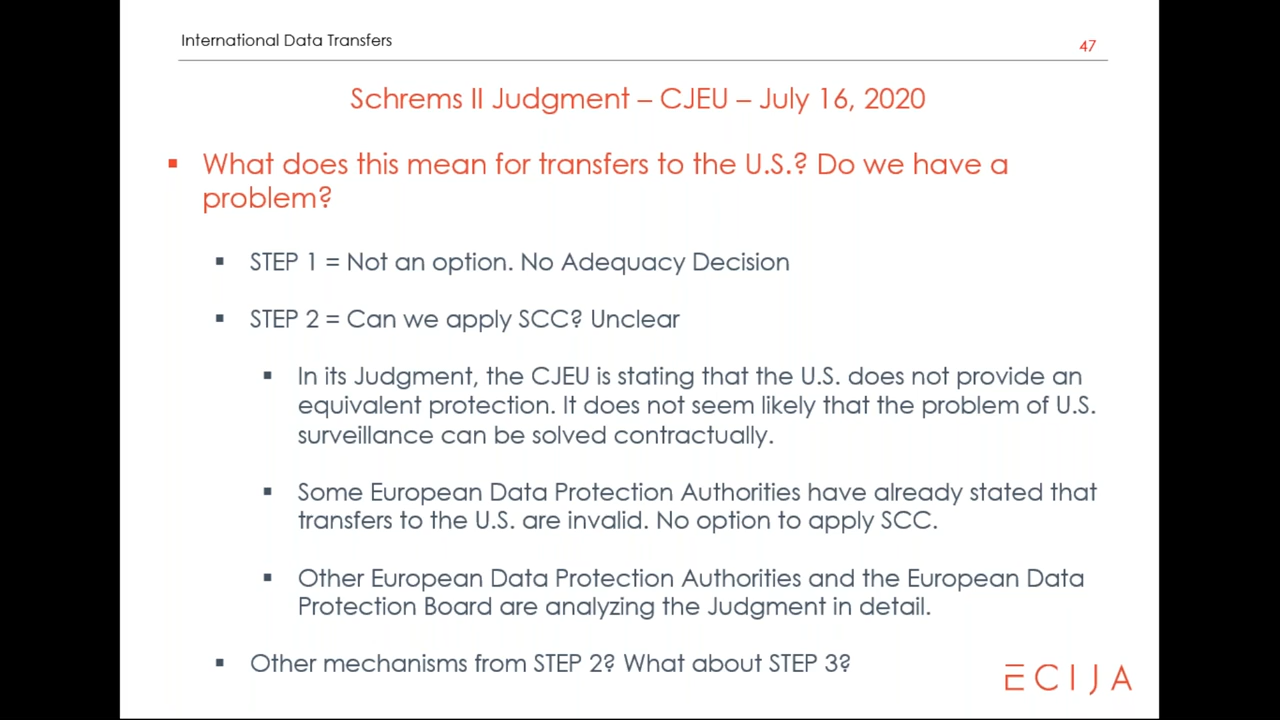 International Data Transfers
47
Schrems II Judgment – CJEU – July 16, 2020
▪ What does this mean for transfers to the U.S.? Do we have a
problem?
▪ STEP 1 = Not an option. No Adequacy Decision
▪ STEP 2 = Can we apply SCC? Unclear
▪ In its Judgment, the CJEU is stating that the U.S. does not provide an
equivalent protection. It does not seem likely that the problem of U.S.
surveillance can be solved contractually.
▪ Some European Data Protection Authorities have already stated that
transfers to the U.S. are invalid. No option to apply SCC.
▪ Other European Data Protection Authorities and the European Data
Protection Board are analyzing the Judgment in detail.
▪ Other mechanisms from STEP 2? What about STEP 3?
ECIJA